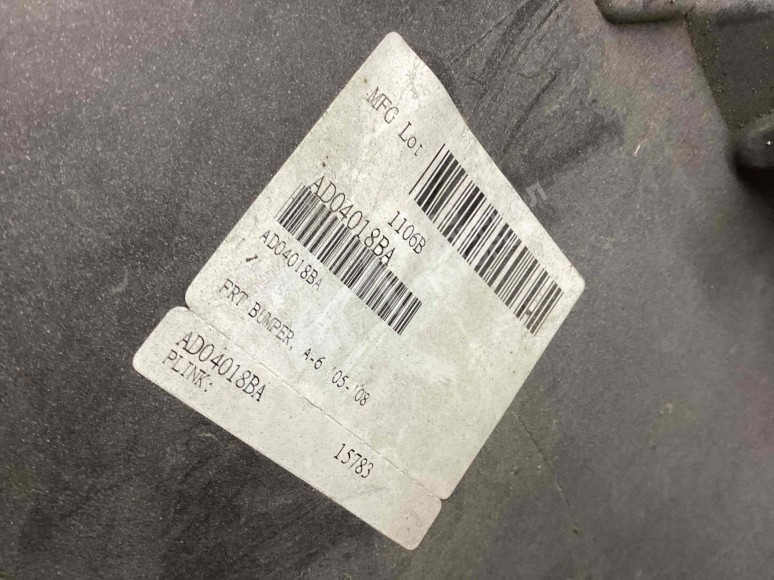 MFG Lot
1106B
AD04018BA
AD04018BA
FRT BUMPER, A-6 '05-'08
AD04018BA
PLINK:
15783